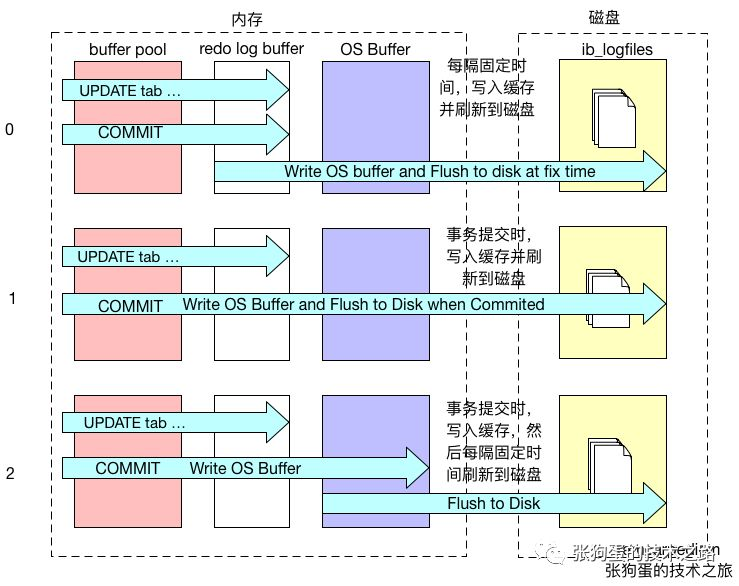 内存
磁盘
buffer pool
redo log buffer
OS Buffer
ib_logfiles
0
UPDATE tab ...
COMMIT
每隔固定时
间，写入缓存
并刷新到磁盘
Write OS buffer and Flush to disk at fix time
1
UPDATE tab ...
事务提交时，
写入缓存并刷
新到磁盘
COMMIT
Write OS Buffer and Flush to Disk when Commited
2
UPDATE tab ...
事务提交时，
写入缓存，然
后每隔固定时
间刷新到磁盘
COMMIT
Write OS Buffer
Flush to Disk
张狗蛋的技术之路
张狗蛋的技术之旅